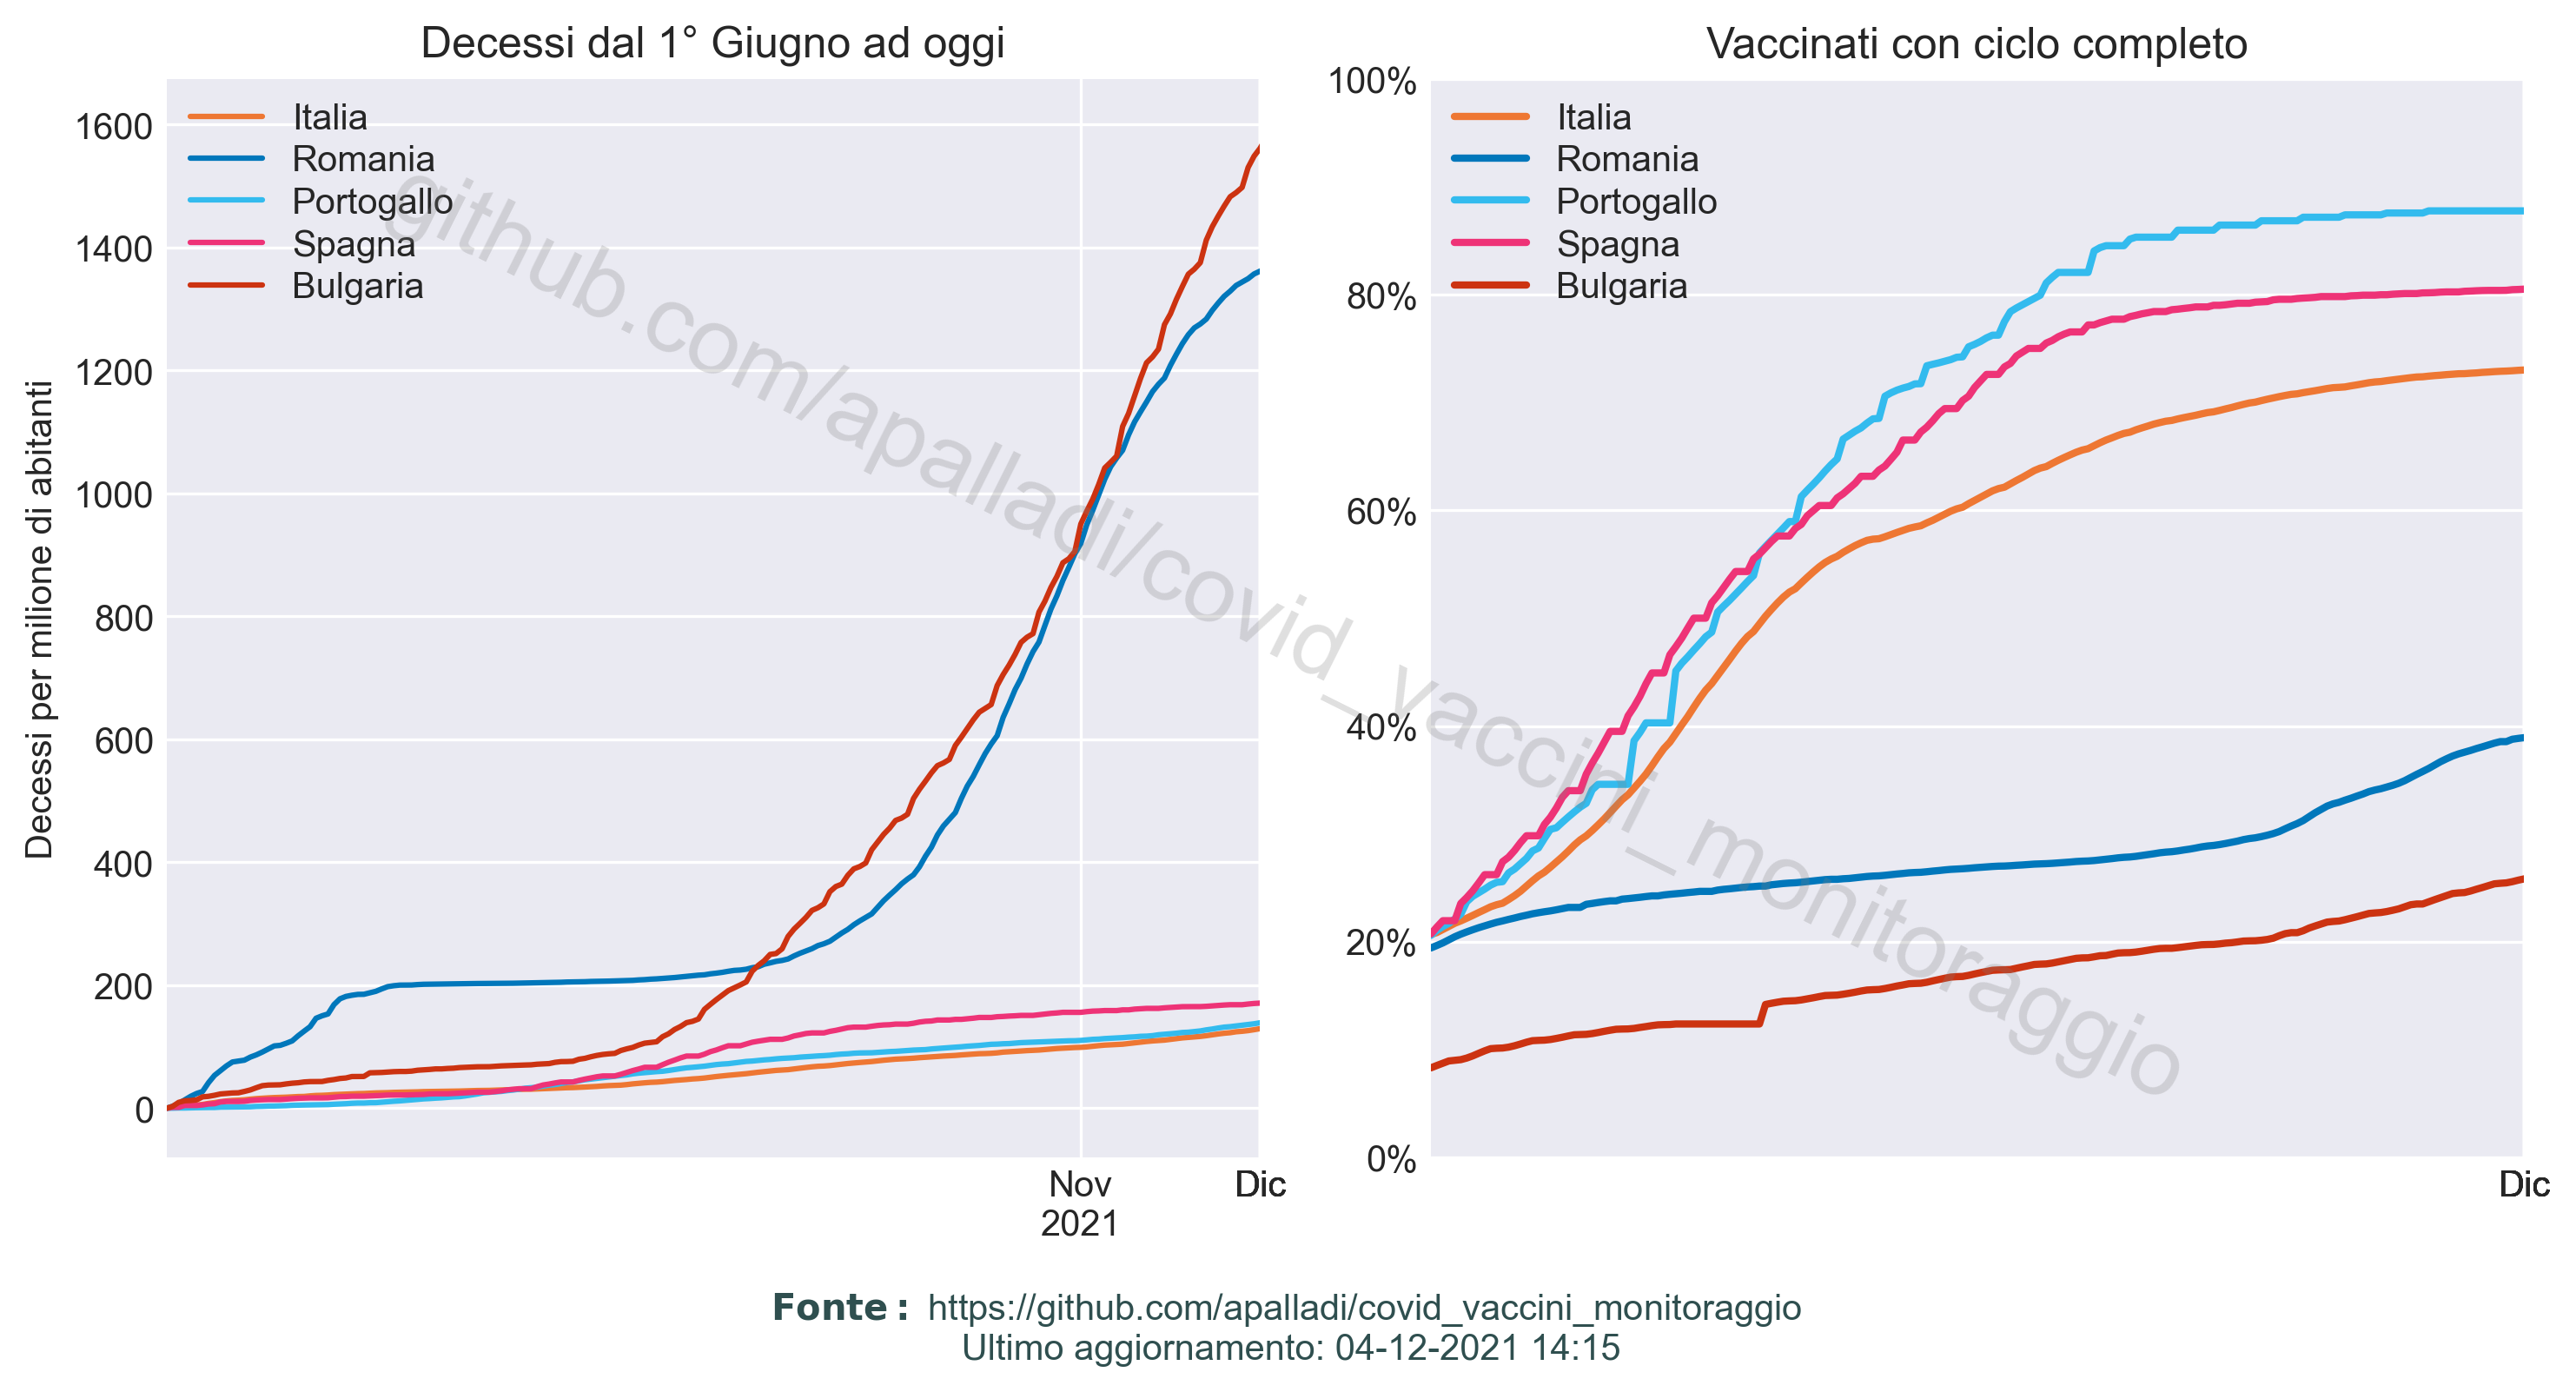 Decessi dal 1° Giugno ad oggi
Decessi per milione di abitanti
1600
1400
1200
1000
800
600
400
200
0
Italia
Romania
Portogallo
Spagna
Bulgaria
Nov
2021
Dic
Vaccinati con ciclo completo
100%
80%
60%
40%
20%
0%
Italia
Romania
Portogallo
Spagna
Bulgaria
Dic
github.com/apalladi/covid_vaccini_monitoraggio
Fonte: https://github.com/apalladi/covid_vaccini_monitoraggio
Ultimo aggiornamento: 04-12-2021 14:15